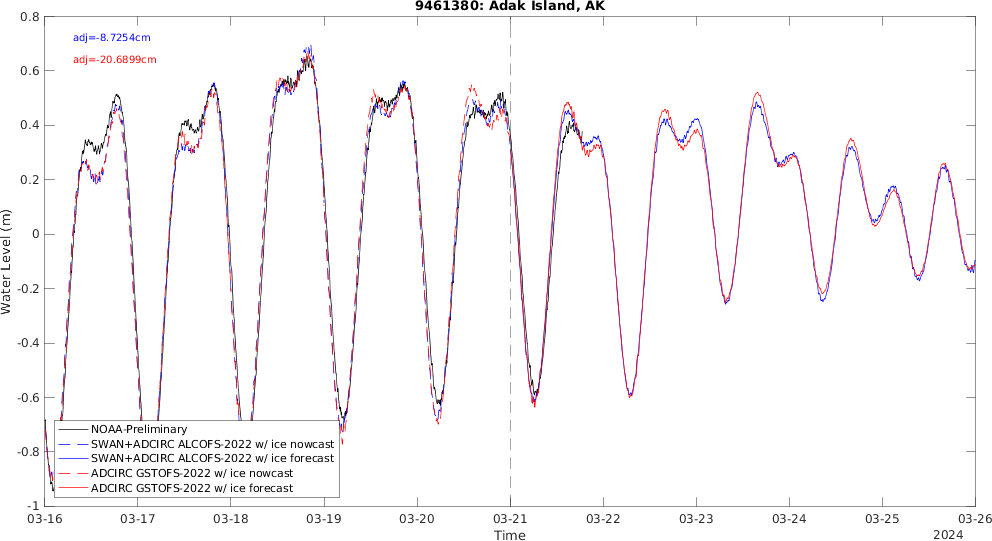 9461380: Adak Island, AK
adj=-8.7254cm
adj=-20.6899cm
Water Level (m)
0.8
0.6
0.4
0.2
0
-0.2
-0.4
-0.6
-0.8
-1
NOAA-Preliminary
SWAN+ADCIRC ALCOFS-2022 w/ ice nowcast
SWAN+ADCIRC ALCOFS-2022 w/ ice forecast
ADCIRC GSTOFS-2022 w/ ice nowcast
ADCIRC GSTOFS-2022 w/ ice forecast
03-16 03-17 03-18 03-19 03-20 03-21 03-22 03-23 03-24 03-25 03-26
Time
2024